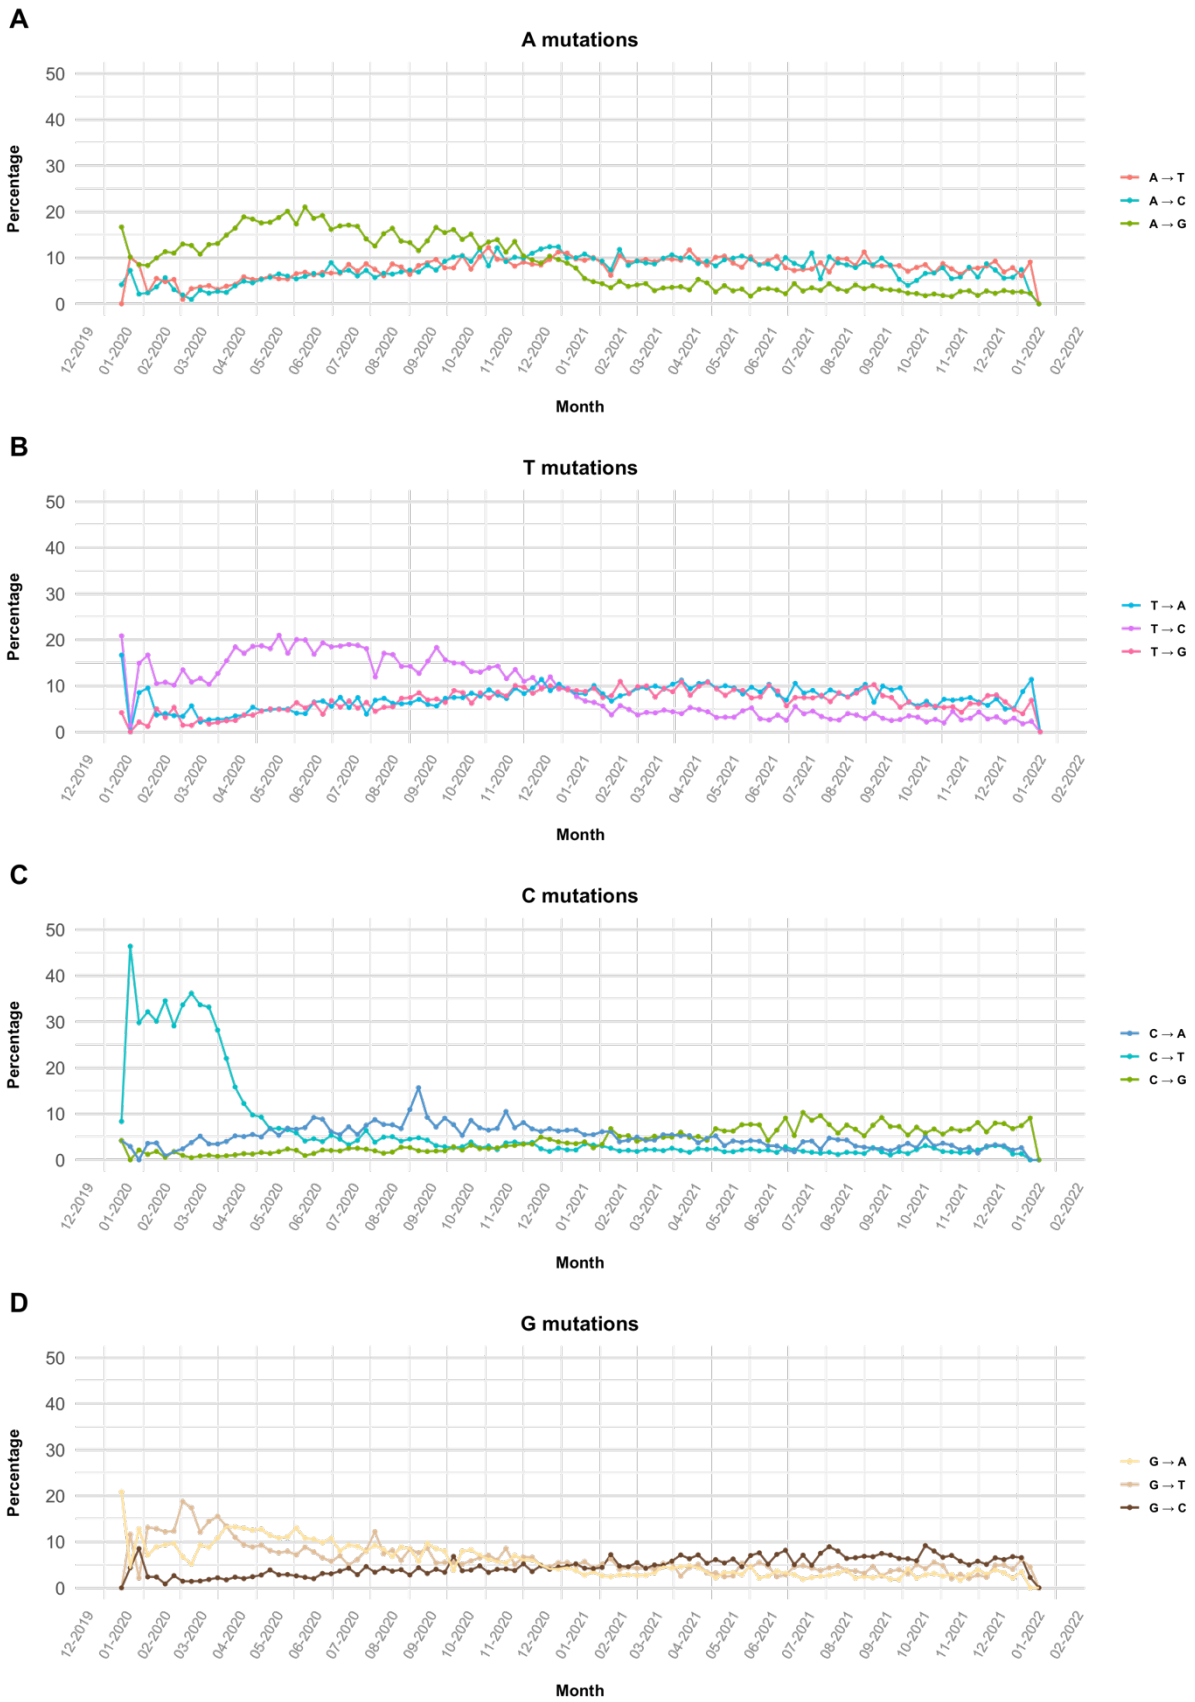 A
A mutations
50
40
30
20
10
0
Percentage
12-2019 01-2020 02-2020 03-2020 04-2020 05-2020 06-2020 07-2020 08-2020 09-2020 10-2020 11-2020 12-2020 01-2021 02-2021 03-2021 04-2021 05-2021 06-2021 07-2021 08-2021 09-2021 10-2021 11-2021 12-2021 01-2022 02-2022
Month
A → T
A → C
A → G
B
T mutations
50
40
30
20
10
0
Percentage
12-2019 01-2020 02-2020 03-2020 04-2020 05-2020 06-2020 07-2020 08-2020 09-2020 10-2020 11-2020 12-2020 01-2021 02-2021 03-2021 04-2021 05-2021 06-2021 07-2021 08-2021 09-2021 10-2021 11-2021 12-2021 01-2022 02-2022
Month
T → A
T → C
T → G
C
C mutations
50
40
30
20
10
0
Percentage
12-2019 01-2020 02-2020 03-2020 04-2020 05-2020 06-2020 07-2020 08-2020 09-2020 10-2020 11-2020 12-2020 01-2021 02-2021 03-2021 04-2021 05-2021 06-2021 07-2021 08-2021 09-2021 10-2021 11-2021 12-2021 01-2022 02-2022
Month
C → A
C → T
C → G
D
G mutations
50
40
30
20
10
0
Percentage
12-2019 01-2020 02-2020 03-2020 04-2020 05-2020 06-2020 07-2020 08-2020 09-2020 10-2020 11-2020 12-2020 01-2021 02-2021 03-2021 04-2021 05-2021 06-2021 07-2021 08-2021 09-2021 10-2021 11-2021 12-2021 01-2022 02-2022
Month
G → A
G → T
G → C